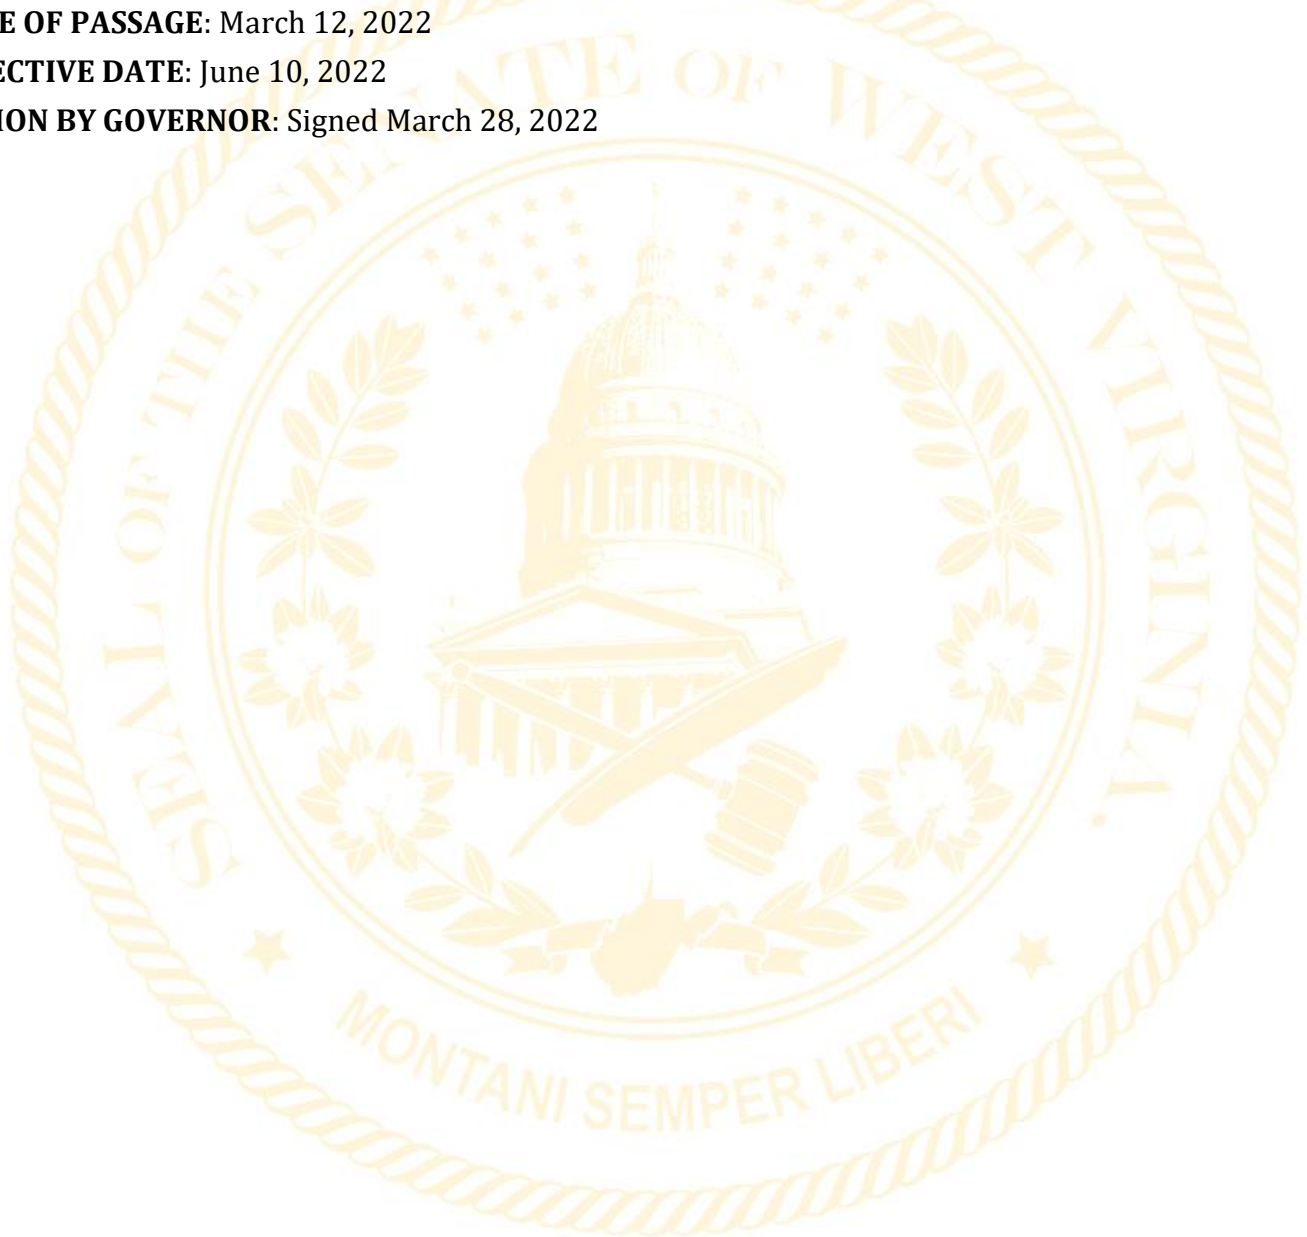 E OF PASSAGE: March 12, 2022
ECTIVE DATE: June 10, 2022
ION BY GOVERNOR: Signed March 28, 2022
SEAL OF THE SENATE OF WEST VIRGINIA.
MONTANI SEMPER LIBERI